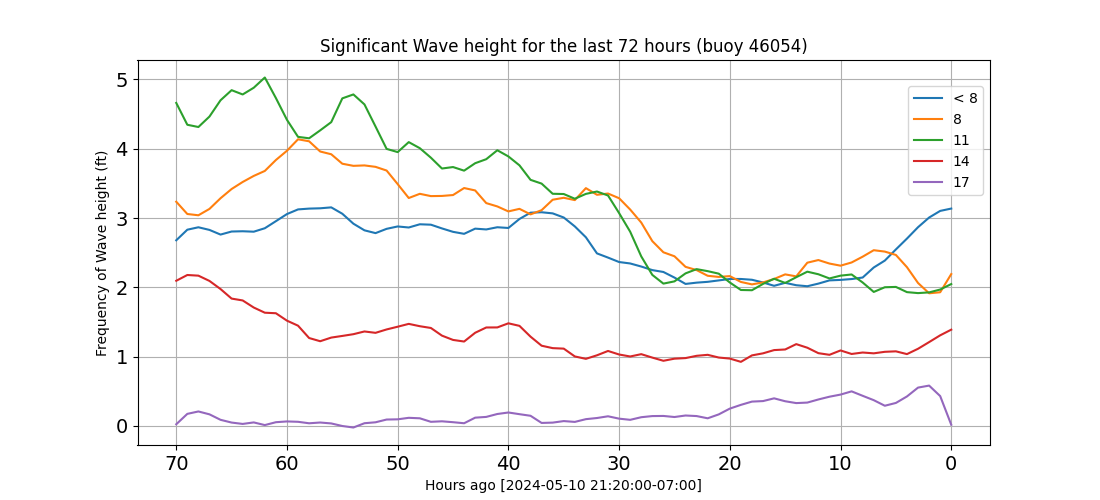 Significant Wave height for the last 72 hours (buoy 46054)
Frequency of Wave height (ft)
5
4
3
2
1
0
< 8
8
11
14
17
70 60 50 40 30 20 10 0
Hours ago [2024-05-10 21:20:00-07:00]